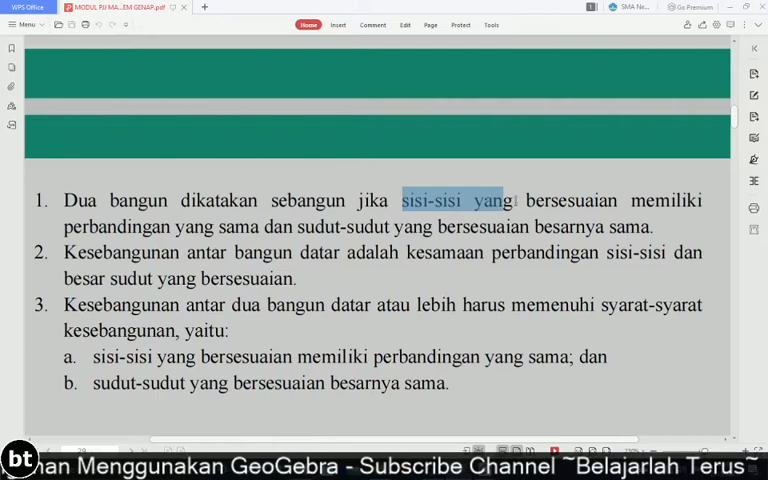 WPS Office MODUL PJJ MA...EM GENAP.pdf SMA Ne... Go Premium
Menu Home Insert Comment Edit Page Protect Tools
1. Dua bangun dikatakan sebangun jika sisi-sisi yang bersesuaian memiliki
perbandingan yang sama dan sudut-sudut yang bersesuaian besarnya sama.
2. Kesebangunan antar bangun datar adalah kesamaan perbandingan sisi-sisi dan
besar sudut yang bersesuaian.
3. Kesebangunan antar dua bangun datar atau lebih harus memenuhi syarat-syarat
kesebangunan, yaitu:
a. sisi-sisi yang bersesuaian memiliki perbandingan yang sama; dan
b. sudut-sudut yang bersesuaian besarnya sama.
bt
Menggunakan GeoGebra - Subscribe Channel ~Belajarlah Terus~